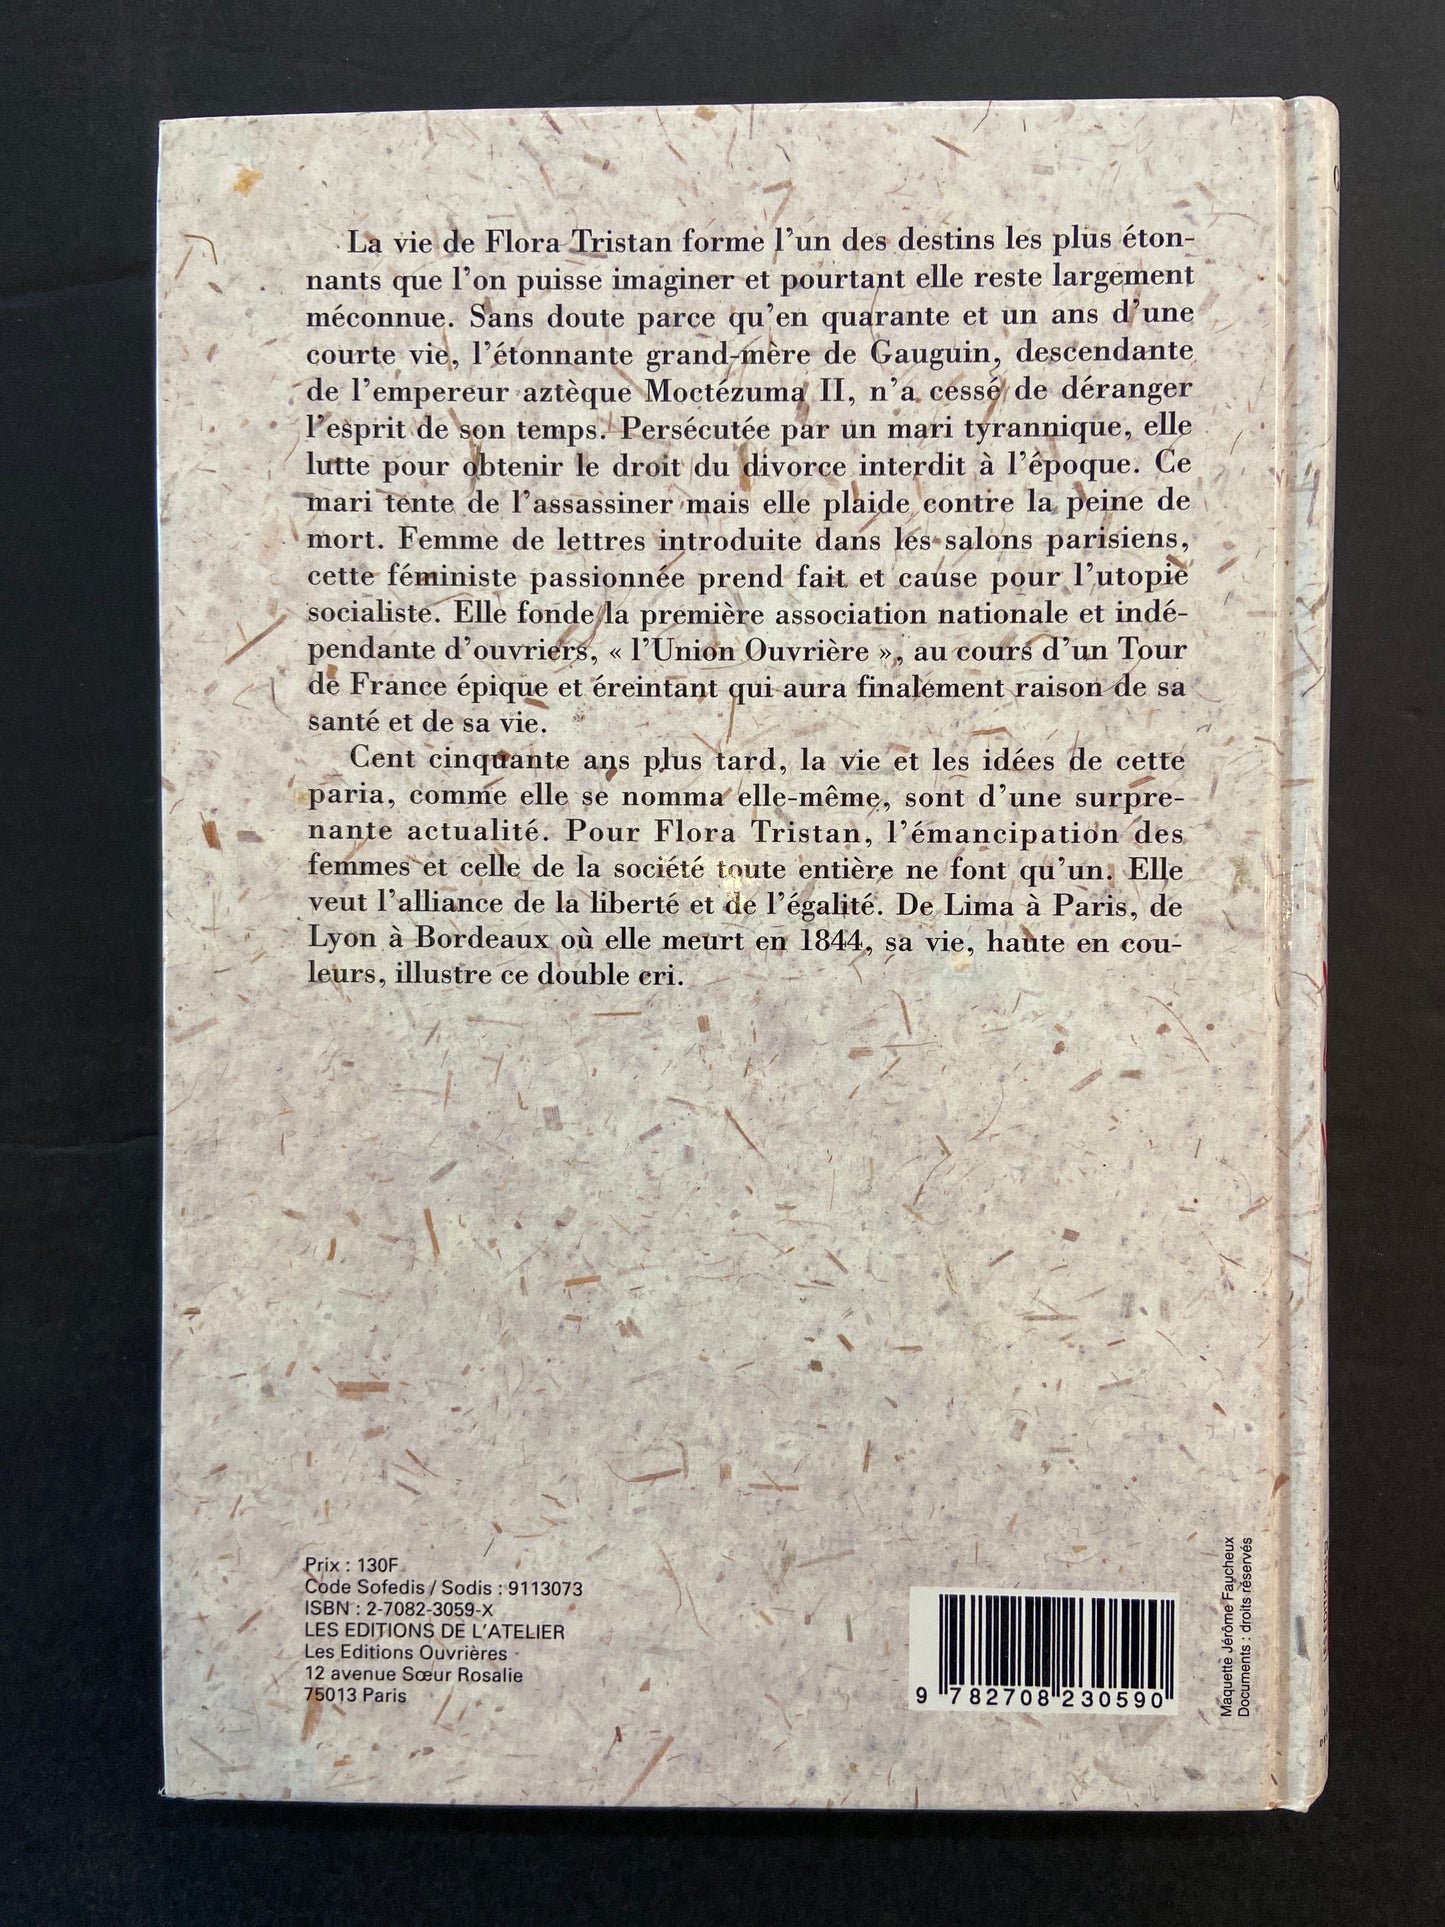 La vie de Flora Tristan forme l'un des destins les plus éton-
nants que l'on puisse imaginer et pourtant elle reste largement
méconnue. Sans doute parce qu'en quarante et un ans d'une
courte vie, l'étonnante grand-mère de Gauguin, descendante
de l'empereur aztèque Moctézuma II, n'a cessé de déranger
l'esprit de son temps. Persécutée par un mari tyrannique, elle
lutte pour obtenir le droit du divorce interdit à l'époque. Ce
mari tente de l'assassiner mais elle plaide contre la peine de
mort. Femme de lettres introduite dans les salons parisiens,
cette féministe passionnée prend fait et cause pour l'utopie
socialiste. Elle fonde la première association nationale et indé-
pendante d'ouvriers, « l'Union Ouvrière », au cours d'un Tour
de France épique et éreintant qui aura finalement raison de sa
santé et de sa vie.
Cent cinquante ans plus tard, la vie et les idées de cette
paria, comme elle se nomma elle-même, sont d'une surpre-
nante actualité. Pour Flora Tristan, l'émancipation des
femmes et celle de la société toute entière ne font qu'un. Elle
veut l'alliance de la liberté et de l'égalité. De Lima à Paris, de
Lyon à Bordeaux où elle meurt en 1844, sa vie, haute en cou-
leurs, illustre ce double cri.
Prix : 130F
Code Sofedis / Sodis : 9113073
ISBN : 2-7082-3059-X
LES EDITIONS DE L'ATELIER
Les Editions Ouvrières
12 avenue Sœur Rosalie
75013 Paris
9 782708 230590
Maquette Jérôme Faucheux
Documents : droits réservés